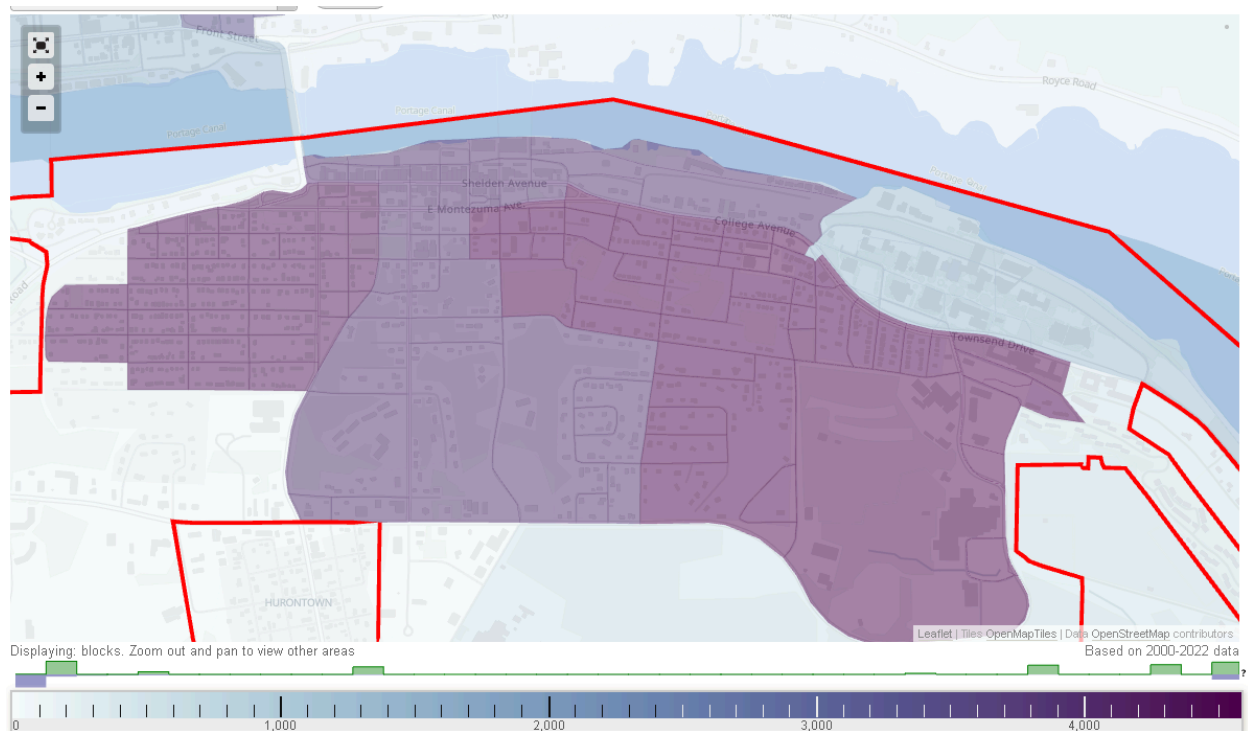 Front Street
Road
Royce Road
Portage Canal
Portage Canal
Shelden Avenue
E Montezuma Ave.
College Avenue
Townsend Drive
Road
HURONTOWN
Leaflet | Tiles OpenMapTiles | Data OpenStreetMap contributors
Displaying: blocks. Zoom out and pan to view other areas
Based on 2000-2022 data
?
0 1,000 2,000 3,000 4,000